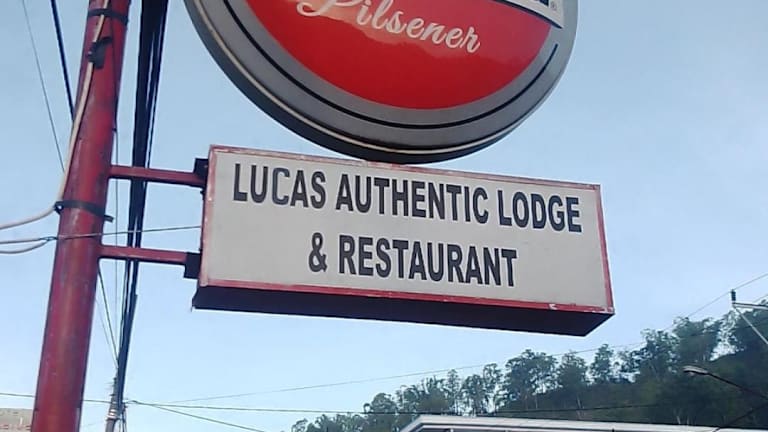 Pilsener
LUCAS AUTHENTIC LODGE
& RESTAURANT